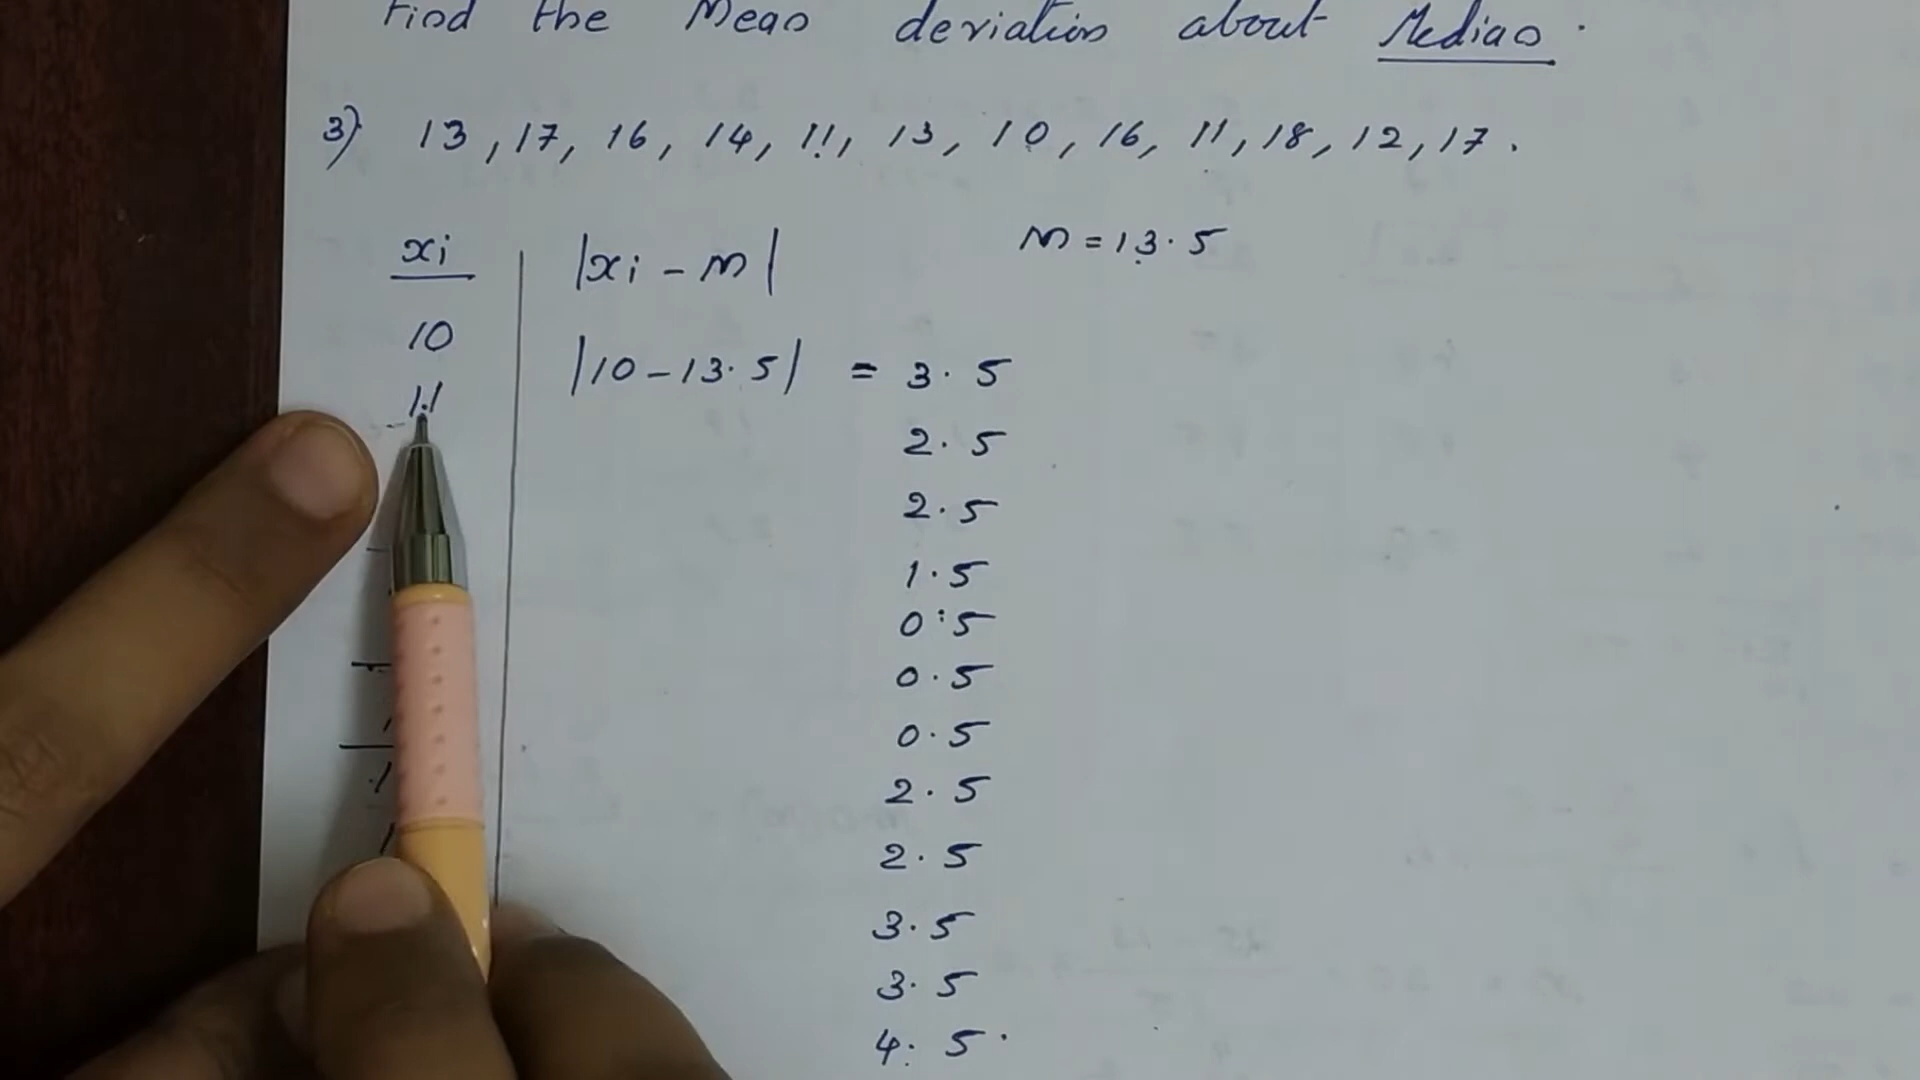 Find the Mean deviation about Median.
3) 13, 17, 16, 14, 11, 13, 10, 16, 11, 18, 12, 17.
xi |xi - M| M = 13.5
10 |10 - 13.5| = 3.5
11 2.5
2.5
1.5
0.5
0.5
0.5
2.5
2.5
3.5
3.5
4.5